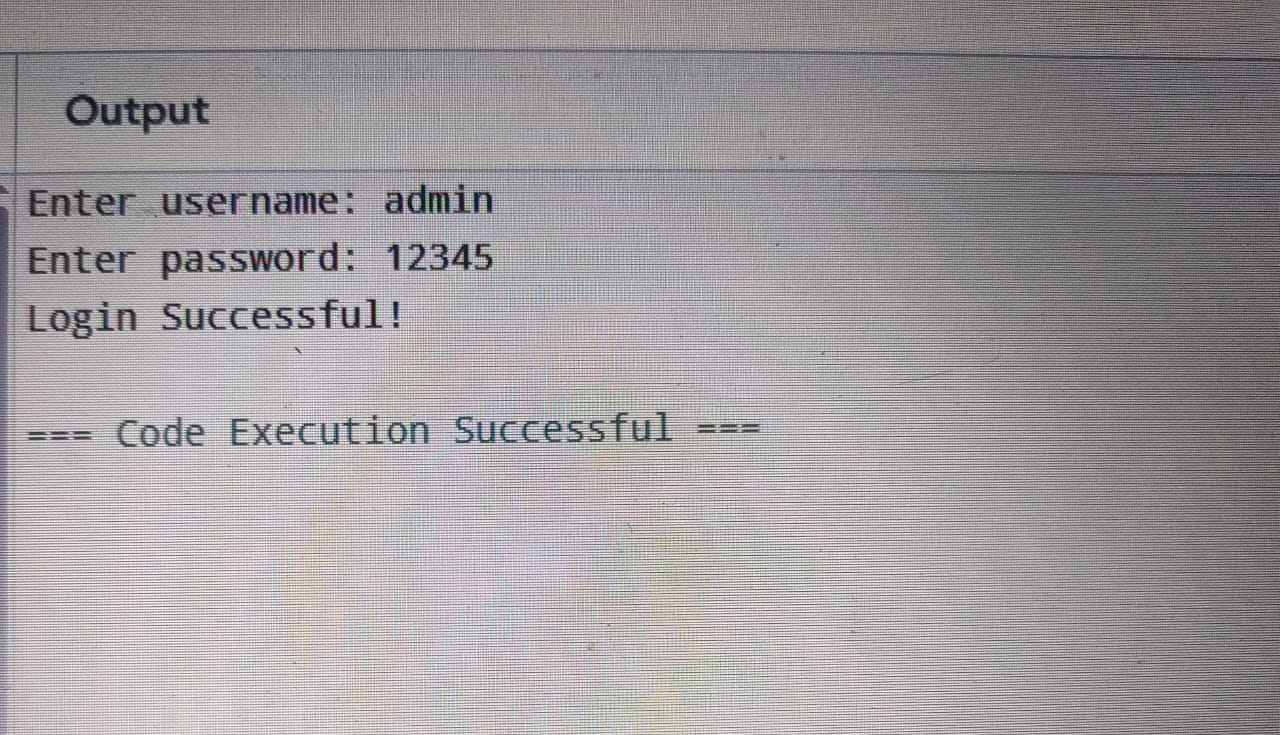 Output
Enter username: admin
Enter password: 12345
Login Successful!
=== Code Execution Successful ===